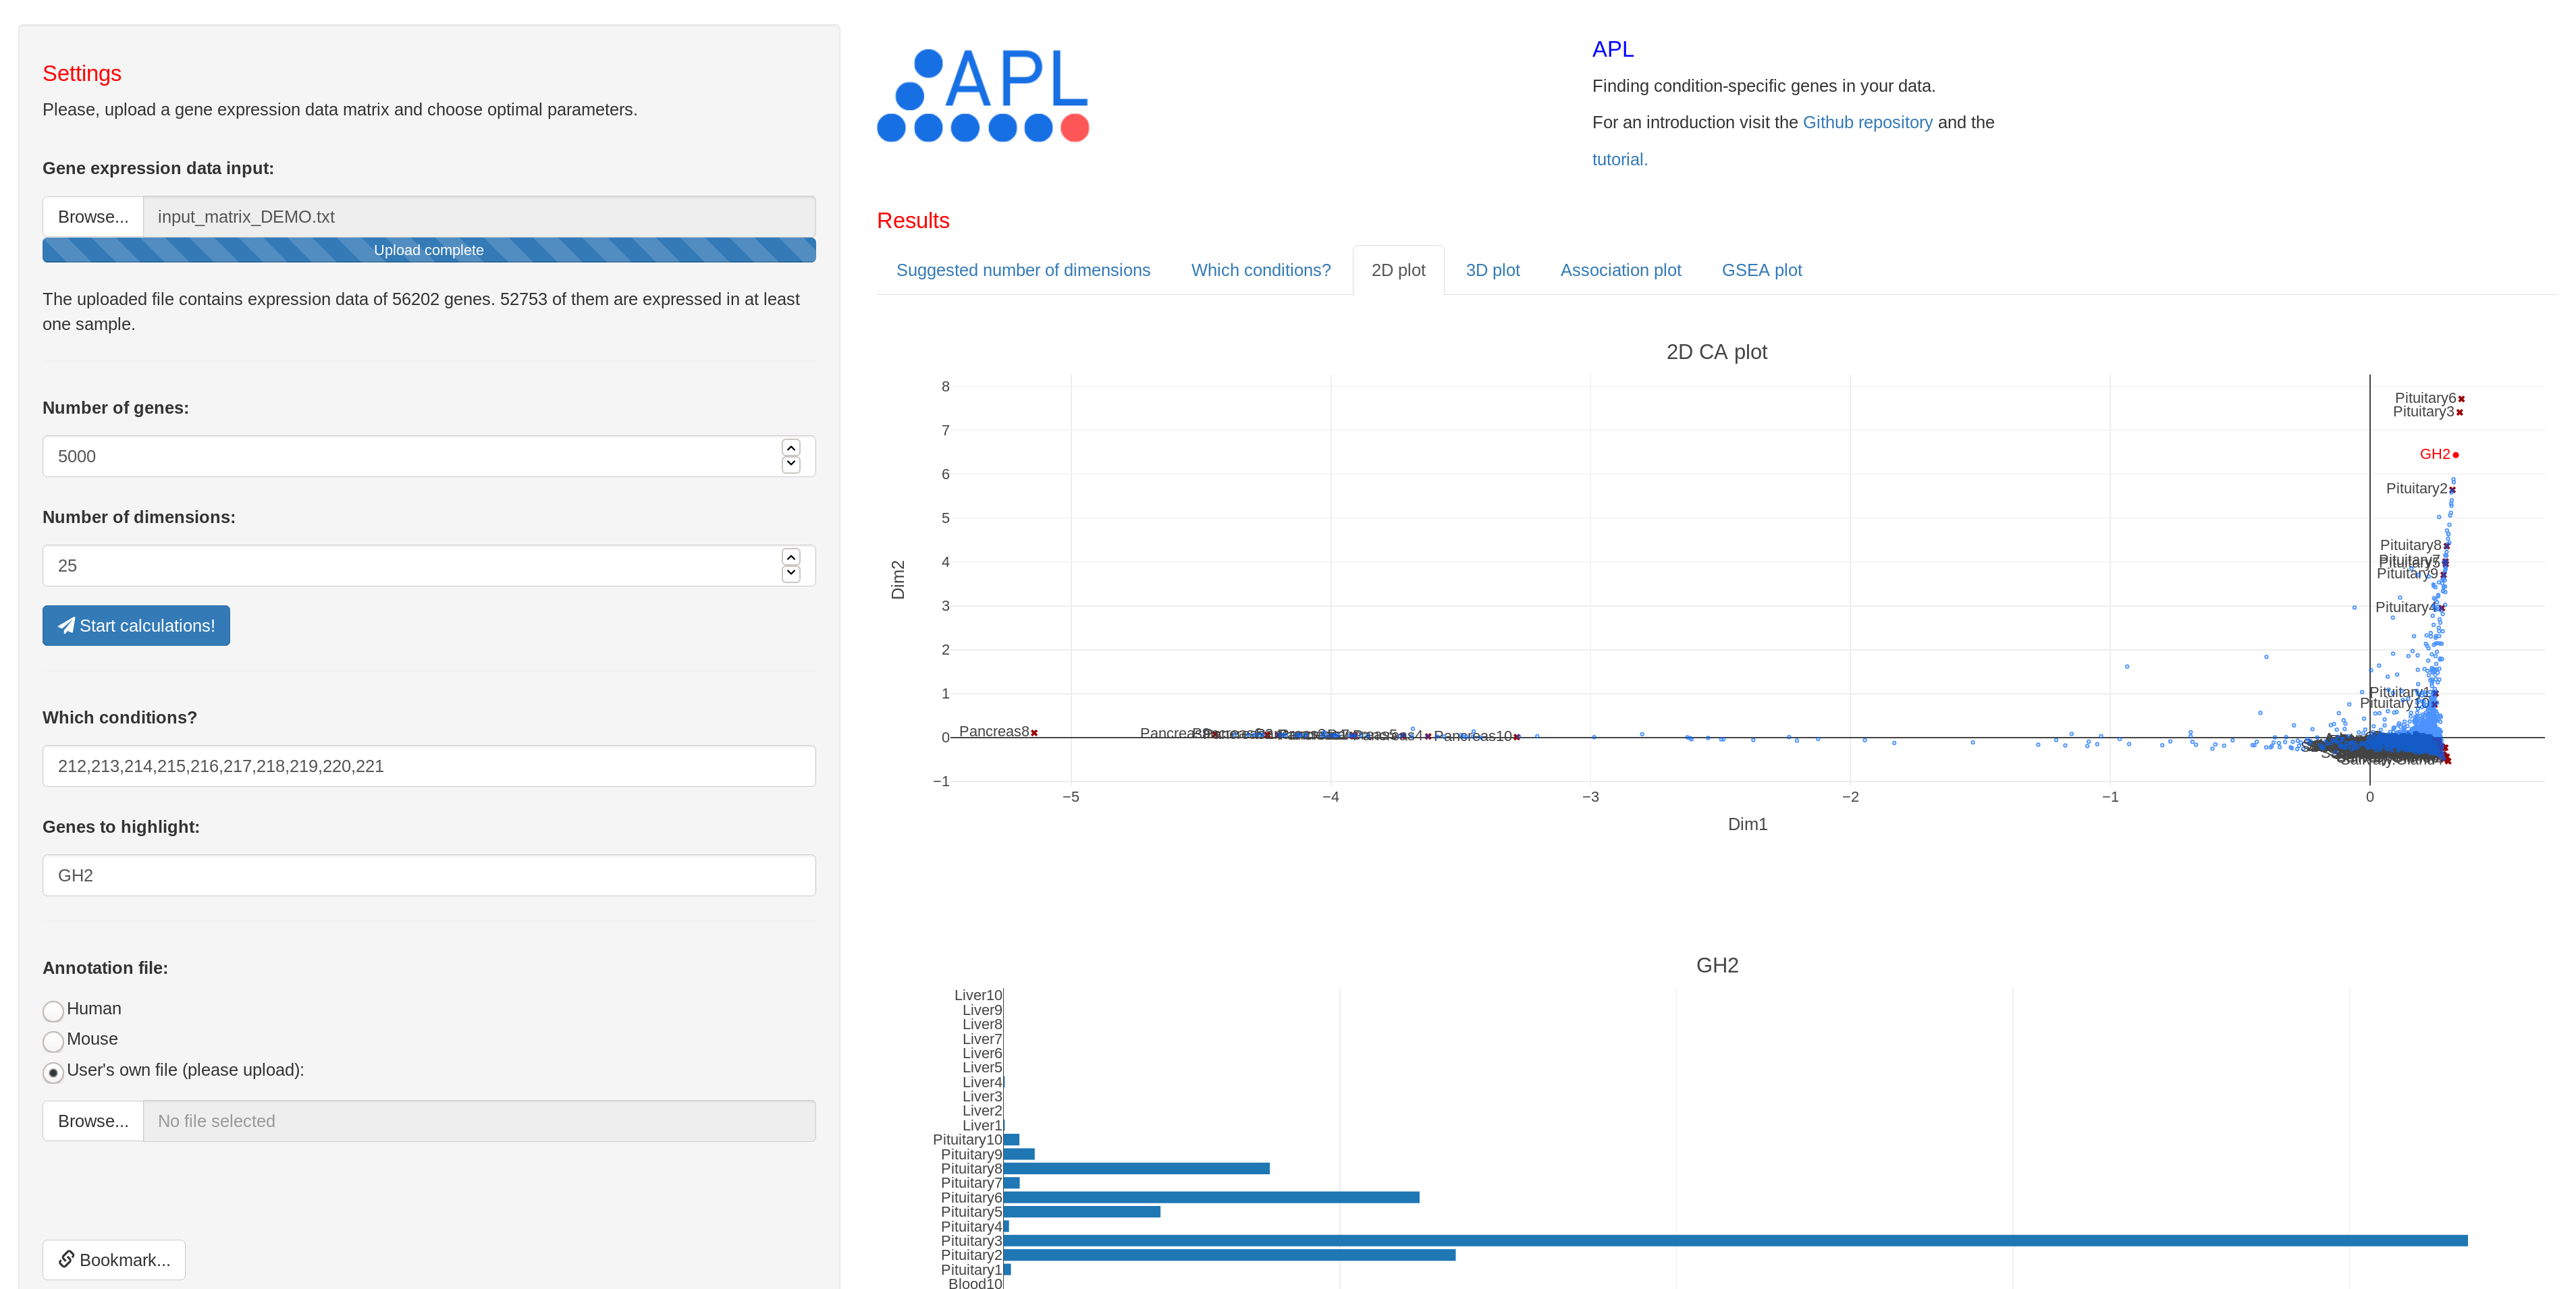 Settings
Please, upload a gene expression data matrix and choose optimal parameters.
Gene expression data input:
Browse... input_matrix_DEMO.txt
Upload complete
The uploaded file contains expression data of 56202 genes. 52753 of them are expressed in at least
one sample.
Number of genes:
5000
Number of dimensions:
25
Start calculations!
Which conditions?
212,213,214,215,216,217,218,219,220,221
Genes to highlight:
GH2
Annotation file:
Human
Mouse
User's own file (please upload):
Browse... No file selected
Bookmark...
APL
APL
Finding condition-specific genes in your data.
For an introduction visit the Github repository and the
tutorial.
Results
Suggested number of dimensions Which conditions? 2D plot 3D plot Association plot GSEA plot
2D CA plot
8
7
6
5
4
3
2
1
0
−1
Dim2
Pituitary6
Pituitary3
GH2
Pituitary2
Pituitary8
Pituitary9
Pituitary4
Pituitary1
Pituitary10
Pancreas8
Pancreas10
−5 −4 −3 −2 −1 0
Dim1
GH2
Liver10
Liver9
Liver8
Liver7
Liver6
Liver5
Liver4
Liver3
Liver2
Liver1
Pituitary10
Pituitary9
Pituitary8
Pituitary7
Pituitary6
Pituitary5
Pituitary4
Pituitary3
Pituitary2
Pituitary1
Blood10